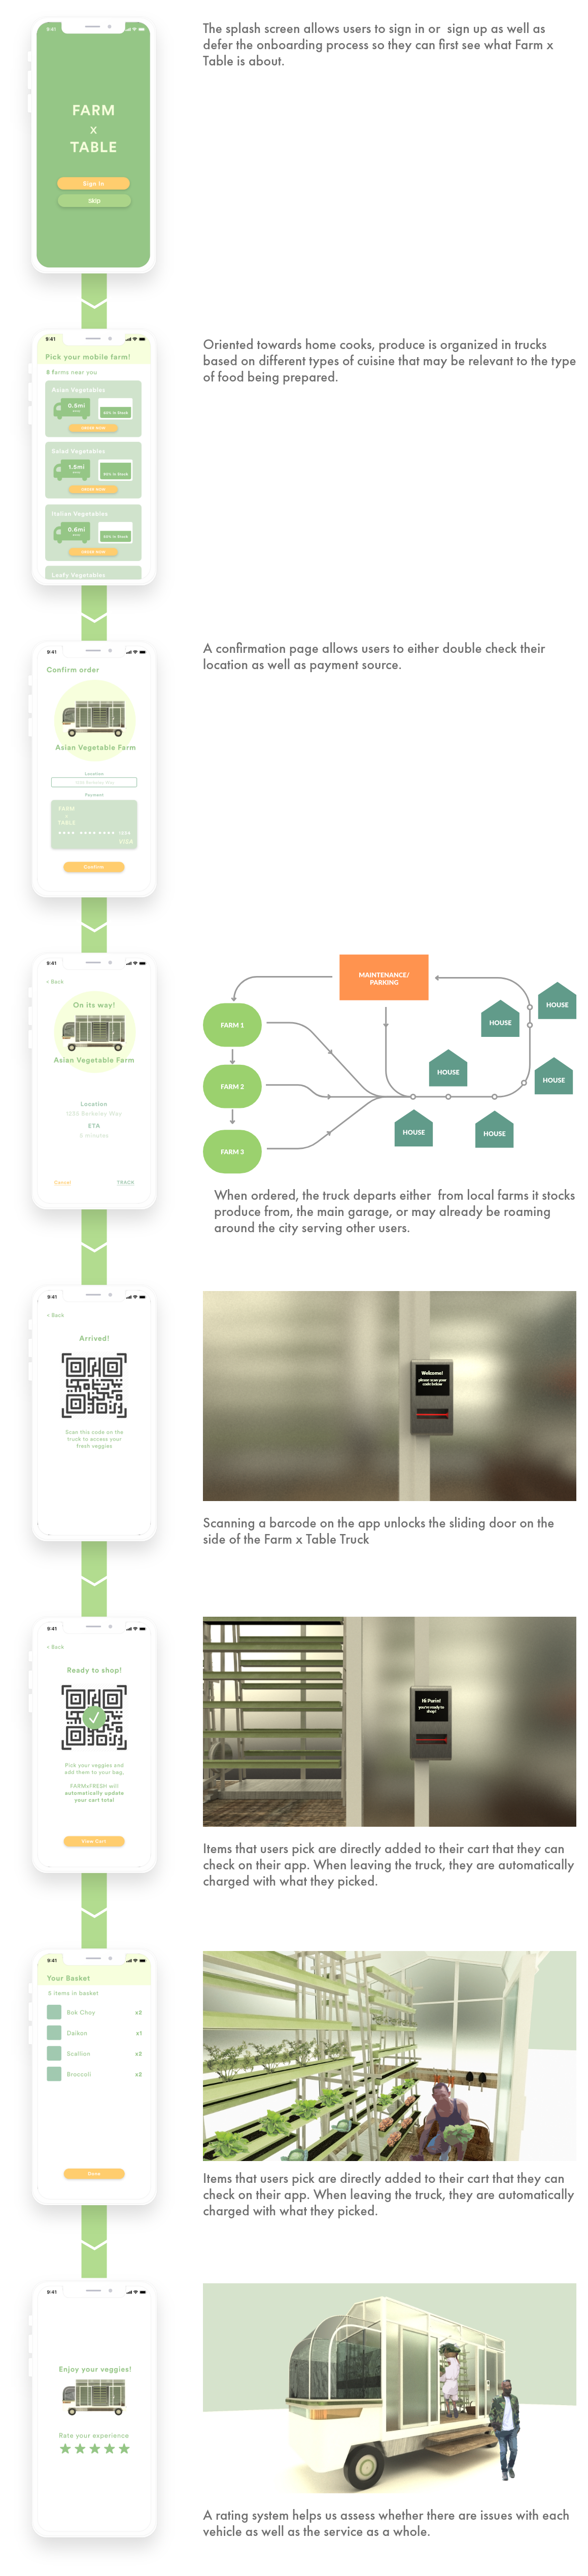 9:41
The splash screen allows users to sign in or  sign up as well as
defer the onboarding process so they can first see what Farm x
Table is about.
FARM
x
TABLE
Sign In
Skip
9:41
Pick your mobile farm!
8 farms near you
Asian Vegetables
0.5mi
ORDER NOW
Salad Vegetables
1.5mi
ORDER NOW
Italian Vegetables
0.6mi
ORDER NOW
Leafy Vegetables
Oriented towards home cooks, produce is organized in trucks
based on different types of cuisine that may be relevant to the type
of food being prepared.
9:41
Confirm order
Asian Vegetable Farm
Location
Payment
FARM
x
TABLE
VISA
Confirm
A confirmation page allows users to either double check their
location as well as payment source.
9:41
< Back
On its way!
Asian Vegetable Farm
Location
1200 Berkeley Way
ETA
5 minutes
Cancel
TRACK
MAINTENANCE/
PARKING
FARM 1
FARM 2
FARM 3
HOUSE
HOUSE
HOUSE
HOUSE
HOUSE
HOUSE
When ordered, the truck departs either  from local farms it stocks
produce from, the main garage, or may already be roaming
around the city serving other users.
9:41
< Back
Arrived!
Scan this code on the
truck to access your
fresh veggies
Welcome!
please scan your
code below
Scanning a barcode on the app unlocks the sliding door on the
side of the Farm x Table Truck
9:41
< Back
Ready to shop!
Pick your veggies and
add them to your bag.
FARMxFRESH will
automatically update
your cart total
View Cart
Hi Purin!
you're ready to
shop!
Items that users pick are directly added to their cart that they can
check on their app. When leaving the truck, they are automatically
charged with what they picked.
9:41
Your Basket
6 items in basket
Bok Choy x2
Daikon x1
Scallion x2
Broccoli x2
Done
Items that users pick are directly added to their cart that they can
check on their app. When leaving the truck, they are automatically
charged with what they picked.
9:41
Enjoy your veggies!
Rate your experience
A rating system helps us assess whether there are issues with each
vehicle as well as the service as a whole.